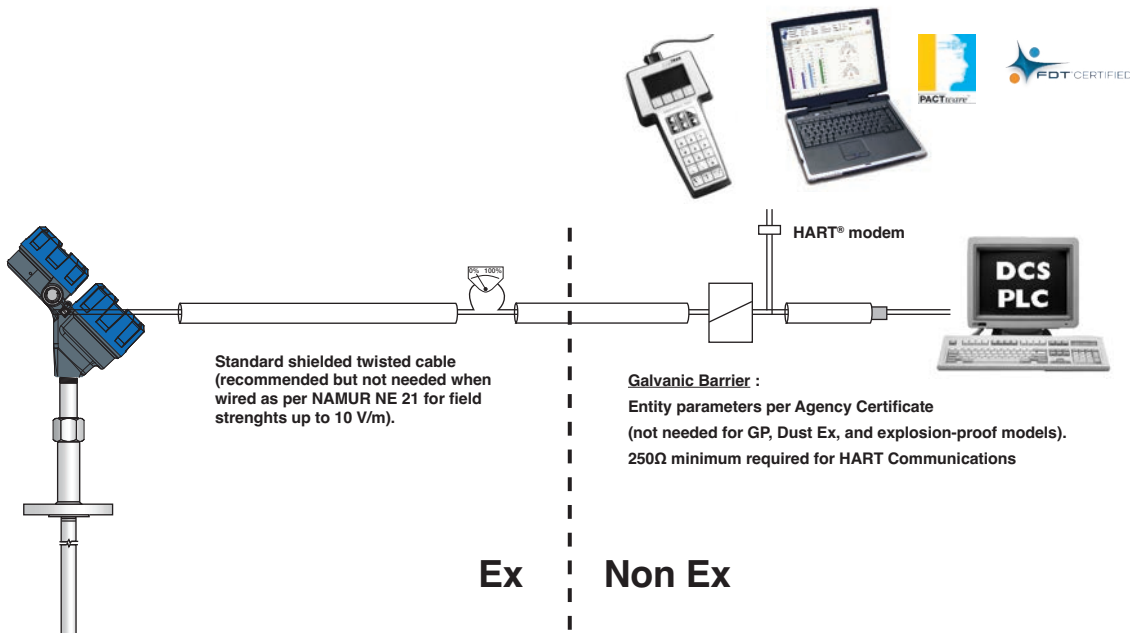 PACTware™
FDT CERTIFIED
HART® modem
DCS
PLC
0% 100%
Standard shielded twisted cable
(recommended but not needed when
wired as per NAMUR NE 21 for field
strenghts up to 10 V/m).
Galvanic Barrier :
Entity parameters per Agency Certificate
(not needed for GP, Dust Ex, and explosion-proof models).
250Ω minimum required for HART Communications
Ex
Non Ex